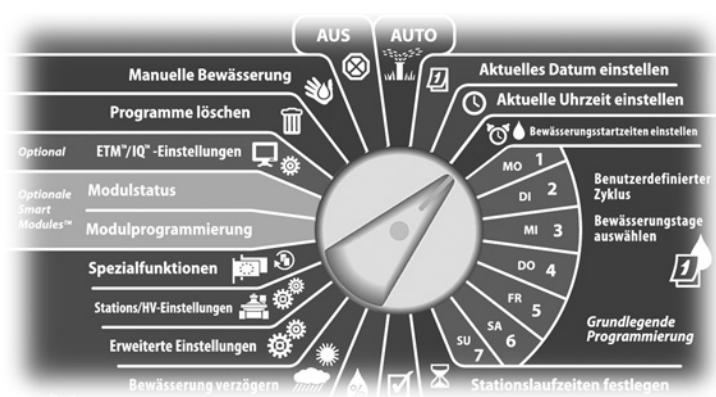 AUS
AUTO
Manuelle Bewässerung
Programme löschen
Optional
ETM™/IQ™ -Einstellungen
Optionale
Smart
Modules™
Modulstatus
Modulprogrammierung
Spezialfunktionen
Stations/HV-Einstellungen
Erweiterte Einstellungen
Bewässerung verzögern
Aktuelles Datum einstellen
Aktuelle Uhrzeit einstellen
Bewässerungsstartzeiten einstellen
MO 1
DI 2
MI 3
DO 4
FR 5
SA 6
SU 7
Benutzerdefinierter
Zyklus
Bewässerungstage
auswählen
Grundlegende
Programmierung
Stationslaufzeiten festlegen
1
1
%